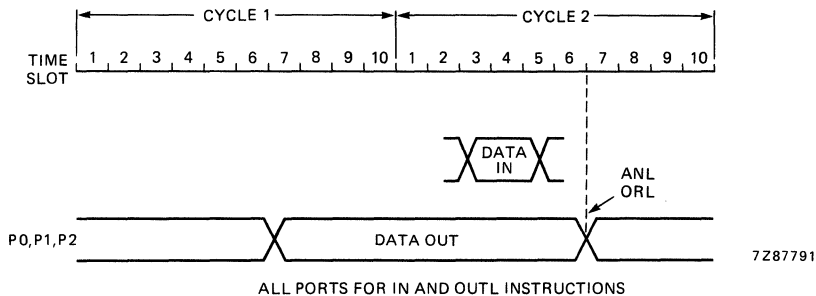 CYCLE 1 CYCLE 2
TIME SLOT 1 2 3 4 5 6 7 8 9 10 1 2 3 4 5 6 7 8 9 10
DATA IN
ANL
ORL
P0,P1,P2 DATA OUT
7Z87791
ALL PORTS FOR IN AND OUTL INSTRUCTIONS